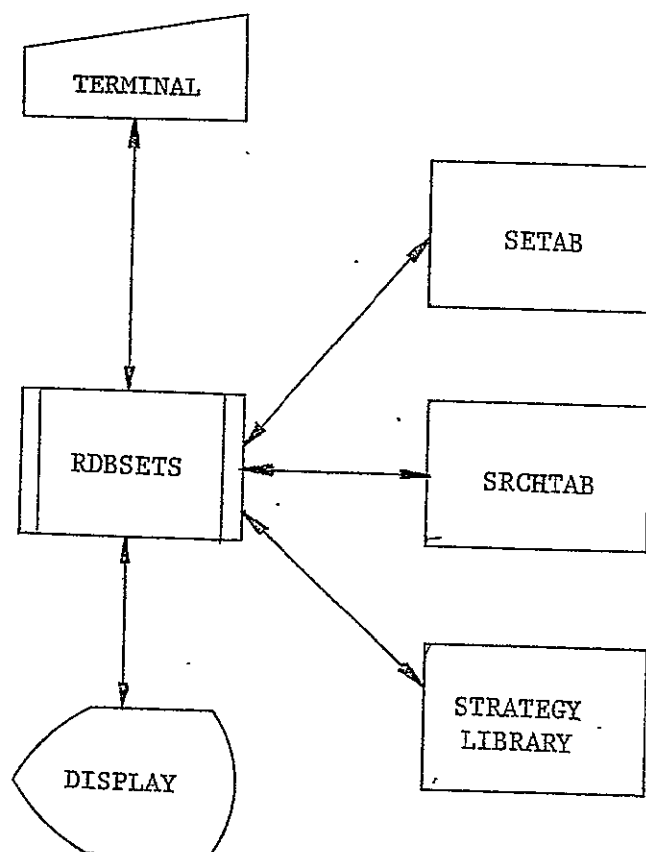 TERMINAL
SETAB
RDBSETS
SRCHTAB
STRATEGY
LIBRARY
DISPLAY